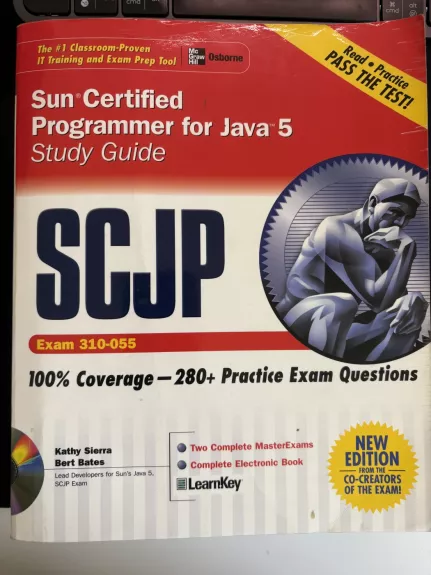 The #1 Classroom-Proven
IT Training and Exam Prep Tool!
Mc
Graw
Hill
Osborne
Read • Practice
PASS THE TEST!
Sun® Certified
Programmer for Java™ 5
Study Guide
SCJP
Exam 310-055
100% Coverage — 280+ Practice Exam Questions
Kathy Sierra
Bert Bates
Lead Developers for Sun's Java 5,
SCJP Exam
Two Complete MasterExams
Complete Electronic Book
LearnKey
NEW
EDITION
FROM THE
CO-CREATORS
OF THE EXAM!
cmd
cmd